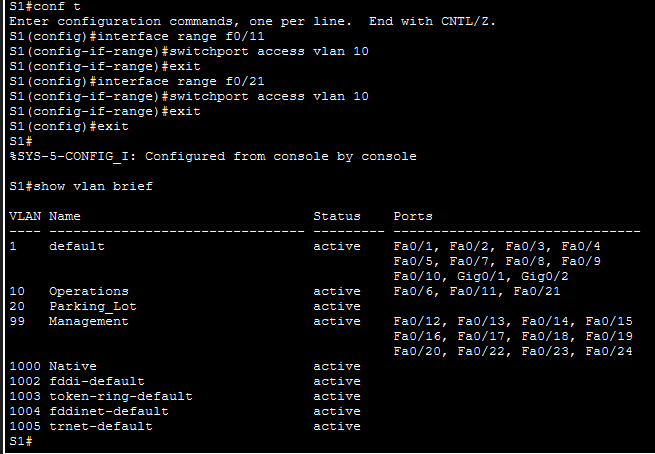 S1#conf t
Enter configuration commands, one per line.  End with CNTL/Z.
S1(config)#interface range f0/11
S1(config-if-range)#switchport access vlan 10
S1(config-if-range)#exit
S1(config)#interface range f0/21
S1(config-if-range)#switchport access vlan 10
S1(config-if-range)#exit
S1(config)#exit
S1#
%SYS-5-CONFIG_I: Configured from console by console
S1#show vlan brief
VLAN Name                             Status    Ports
---- -------------------------------- --------- -------------------------------
1    default                          active    Fa0/1, Fa0/2, Fa0/3, Fa0/4
                                                Fa0/5, Fa0/7, Fa0/8, Fa0/9
                                                Fa0/10, Gig0/1, Gig0/2
10   Operations                       active    Fa0/6, Fa0/11, Fa0/21
20   Parking_Lot                      active
99   Management                       active    Fa0/12, Fa0/13, Fa0/14, Fa0/15
                                                Fa0/16, Fa0/17, Fa0/18, Fa0/19
                                                Fa0/20, Fa0/22, Fa0/23, Fa0/24
1000 Native                           active
1002 fddi-default                     active
1003 token-ring-default               active
1004 fddinet-default                  active
1005 trnet-default                    active
S1#